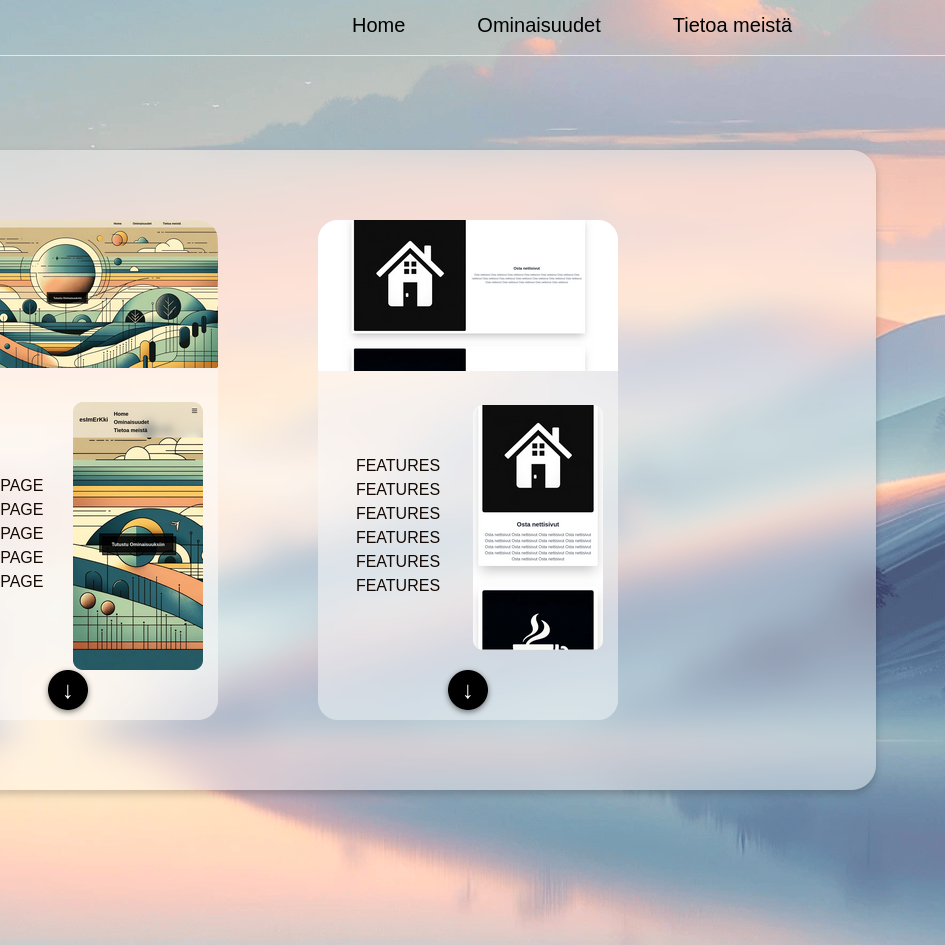 Home Ominaisuudet Tietoa meistä
Home Ominaisuudet Tietoa meistä
Tutustu Ominaisuuksiin
PAGE
PAGE
PAGE
PAGE
PAGE
esImErKki
Home
Ominaisuudet
Tietoa meistä
Tutustu Ominaisuuksiin
↓
Osta nettisivut
FEATURES
FEATURES
FEATURES
FEATURES
FEATURES
FEATURES
Osta nettisivut
Osta nettisivut Osta nettisivut Osta nettisivut Osta nettisivut
Osta nettisivut Osta nettisivut Osta nettisivut Osta nettisivut
Osta nettisivut Osta nettisivut Osta nettisivut Osta nettisivut
Osta nettisivut Osta nettisivut Osta nettisivut Osta nettisivut
Osta nettisivut Osta nettisivut
↓